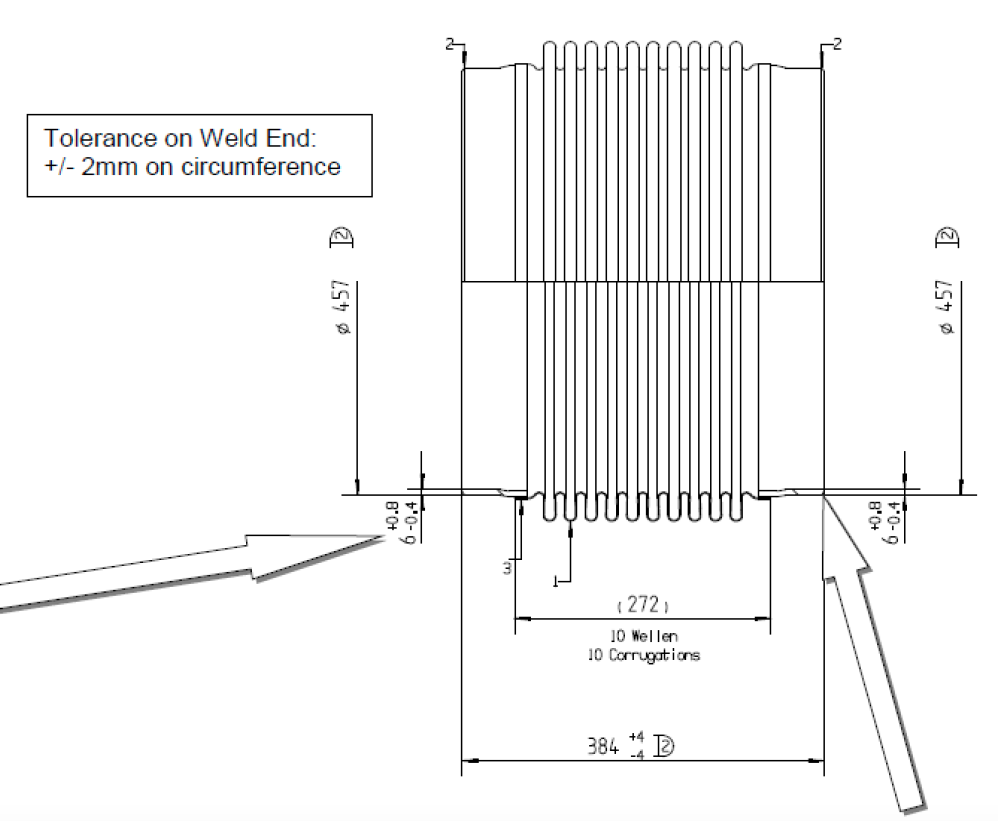 2
2
Tolerance on Weld End:
+/- 2mm on circumference
2
2
ø 457
ø 457
6 +0.8 -0.4
6 +0.8 -0.4
3
1
(272)
10 Wellen
10 Corrugations
384 +4 -4 2